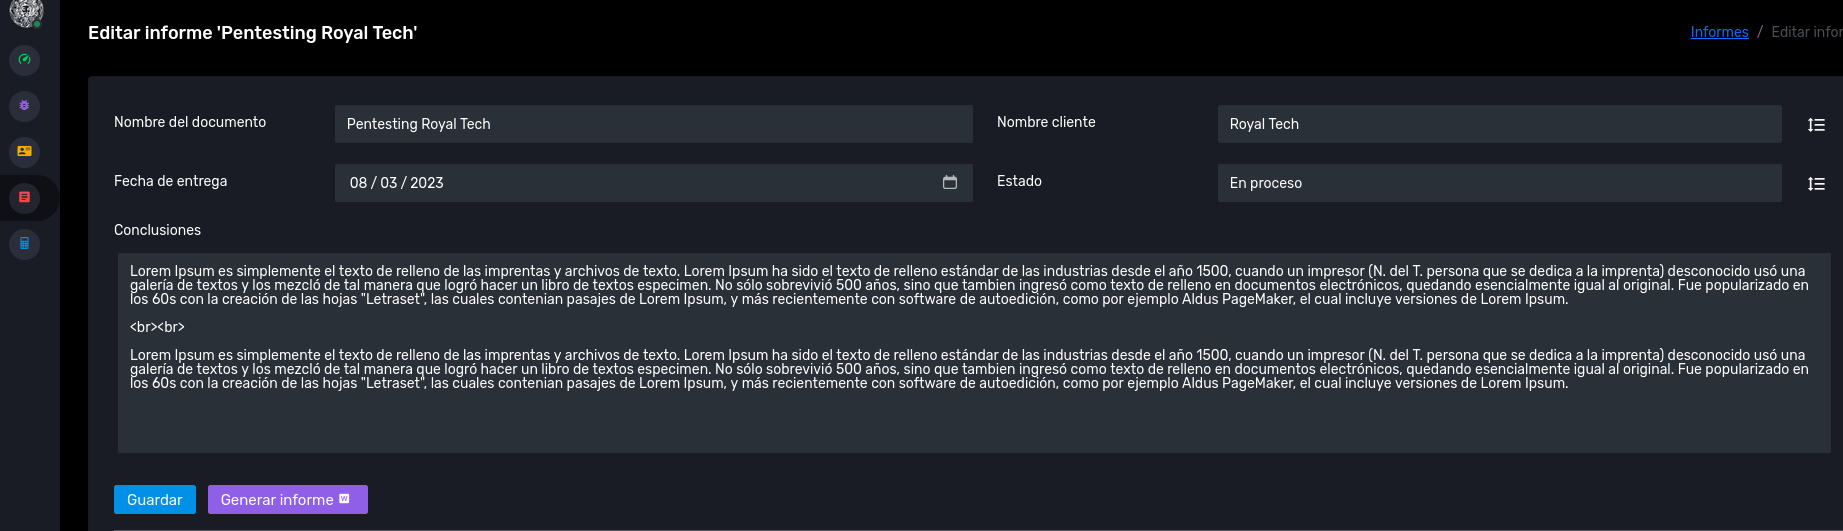 Editar informe 'Pentesting Royal Tech'
Informes / Editar infor
Nombre del documento
Pentesting Royal Tech
Nombre cliente
Royal Tech
Fecha de entrega
08 / 03 / 2023
Estado
En proceso
Conclusiones
Lorem Ipsum es simplemente el texto de relleno de las imprentas y archivos de texto. Lorem Ipsum ha sido el texto de relleno estándar de las industrias desde el año 1500, cuando un impresor (N. del T. persona que se dedica a la imprenta) desconocido usó una
galería de textos y los mezcló de tal manera que logró hacer un libro de textos especimen. No sólo sobrevivió 500 años, sino que tambien ingresó como texto de relleno en documentos electrónicos, quedando esencialmente igual al original. Fue popularizado en
los 60s con la creación de las hojas "Letraset", las cuales contenian pasajes de Lorem Ipsum, y más recientemente con software de autoedición, como por ejemplo Aldus PageMaker, el cual incluye versiones de Lorem Ipsum.
<br><br>
Lorem Ipsum es simplemente el texto de relleno de las imprentas y archivos de texto. Lorem Ipsum ha sido el texto de relleno estándar de las industrias desde el año 1500, cuando un impresor (N. del T. persona que se dedica a la imprenta) desconocido usó una
galería de textos y los mezcló de tal manera que logró hacer un libro de textos especimen. No sólo sobrevivió 500 años, sino que tambien ingresó como texto de relleno en documentos electrónicos, quedando esencialmente igual al original. Fue popularizado en
los 60s con la creación de las hojas "Letraset", las cuales contenian pasajes de Lorem Ipsum, y más recientemente con software de autoedición, como por ejemplo Aldus PageMaker, el cual incluye versiones de Lorem Ipsum.
Guardar
Generar informe